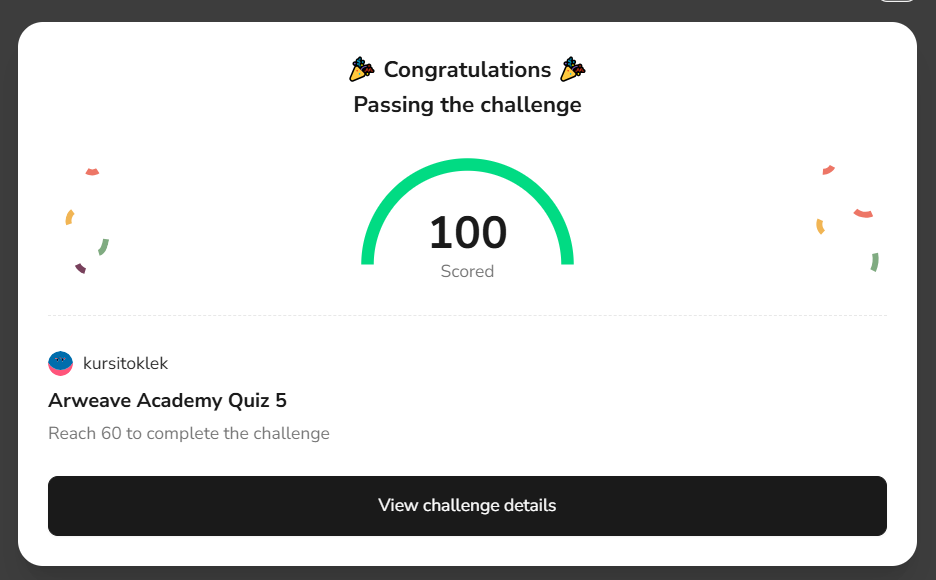 🎉 Congratulations 🎉
Passing the challenge
100
Scored
kursitoklek
Arweave Academy Quiz 5
Reach 60 to complete the challenge
View challenge details